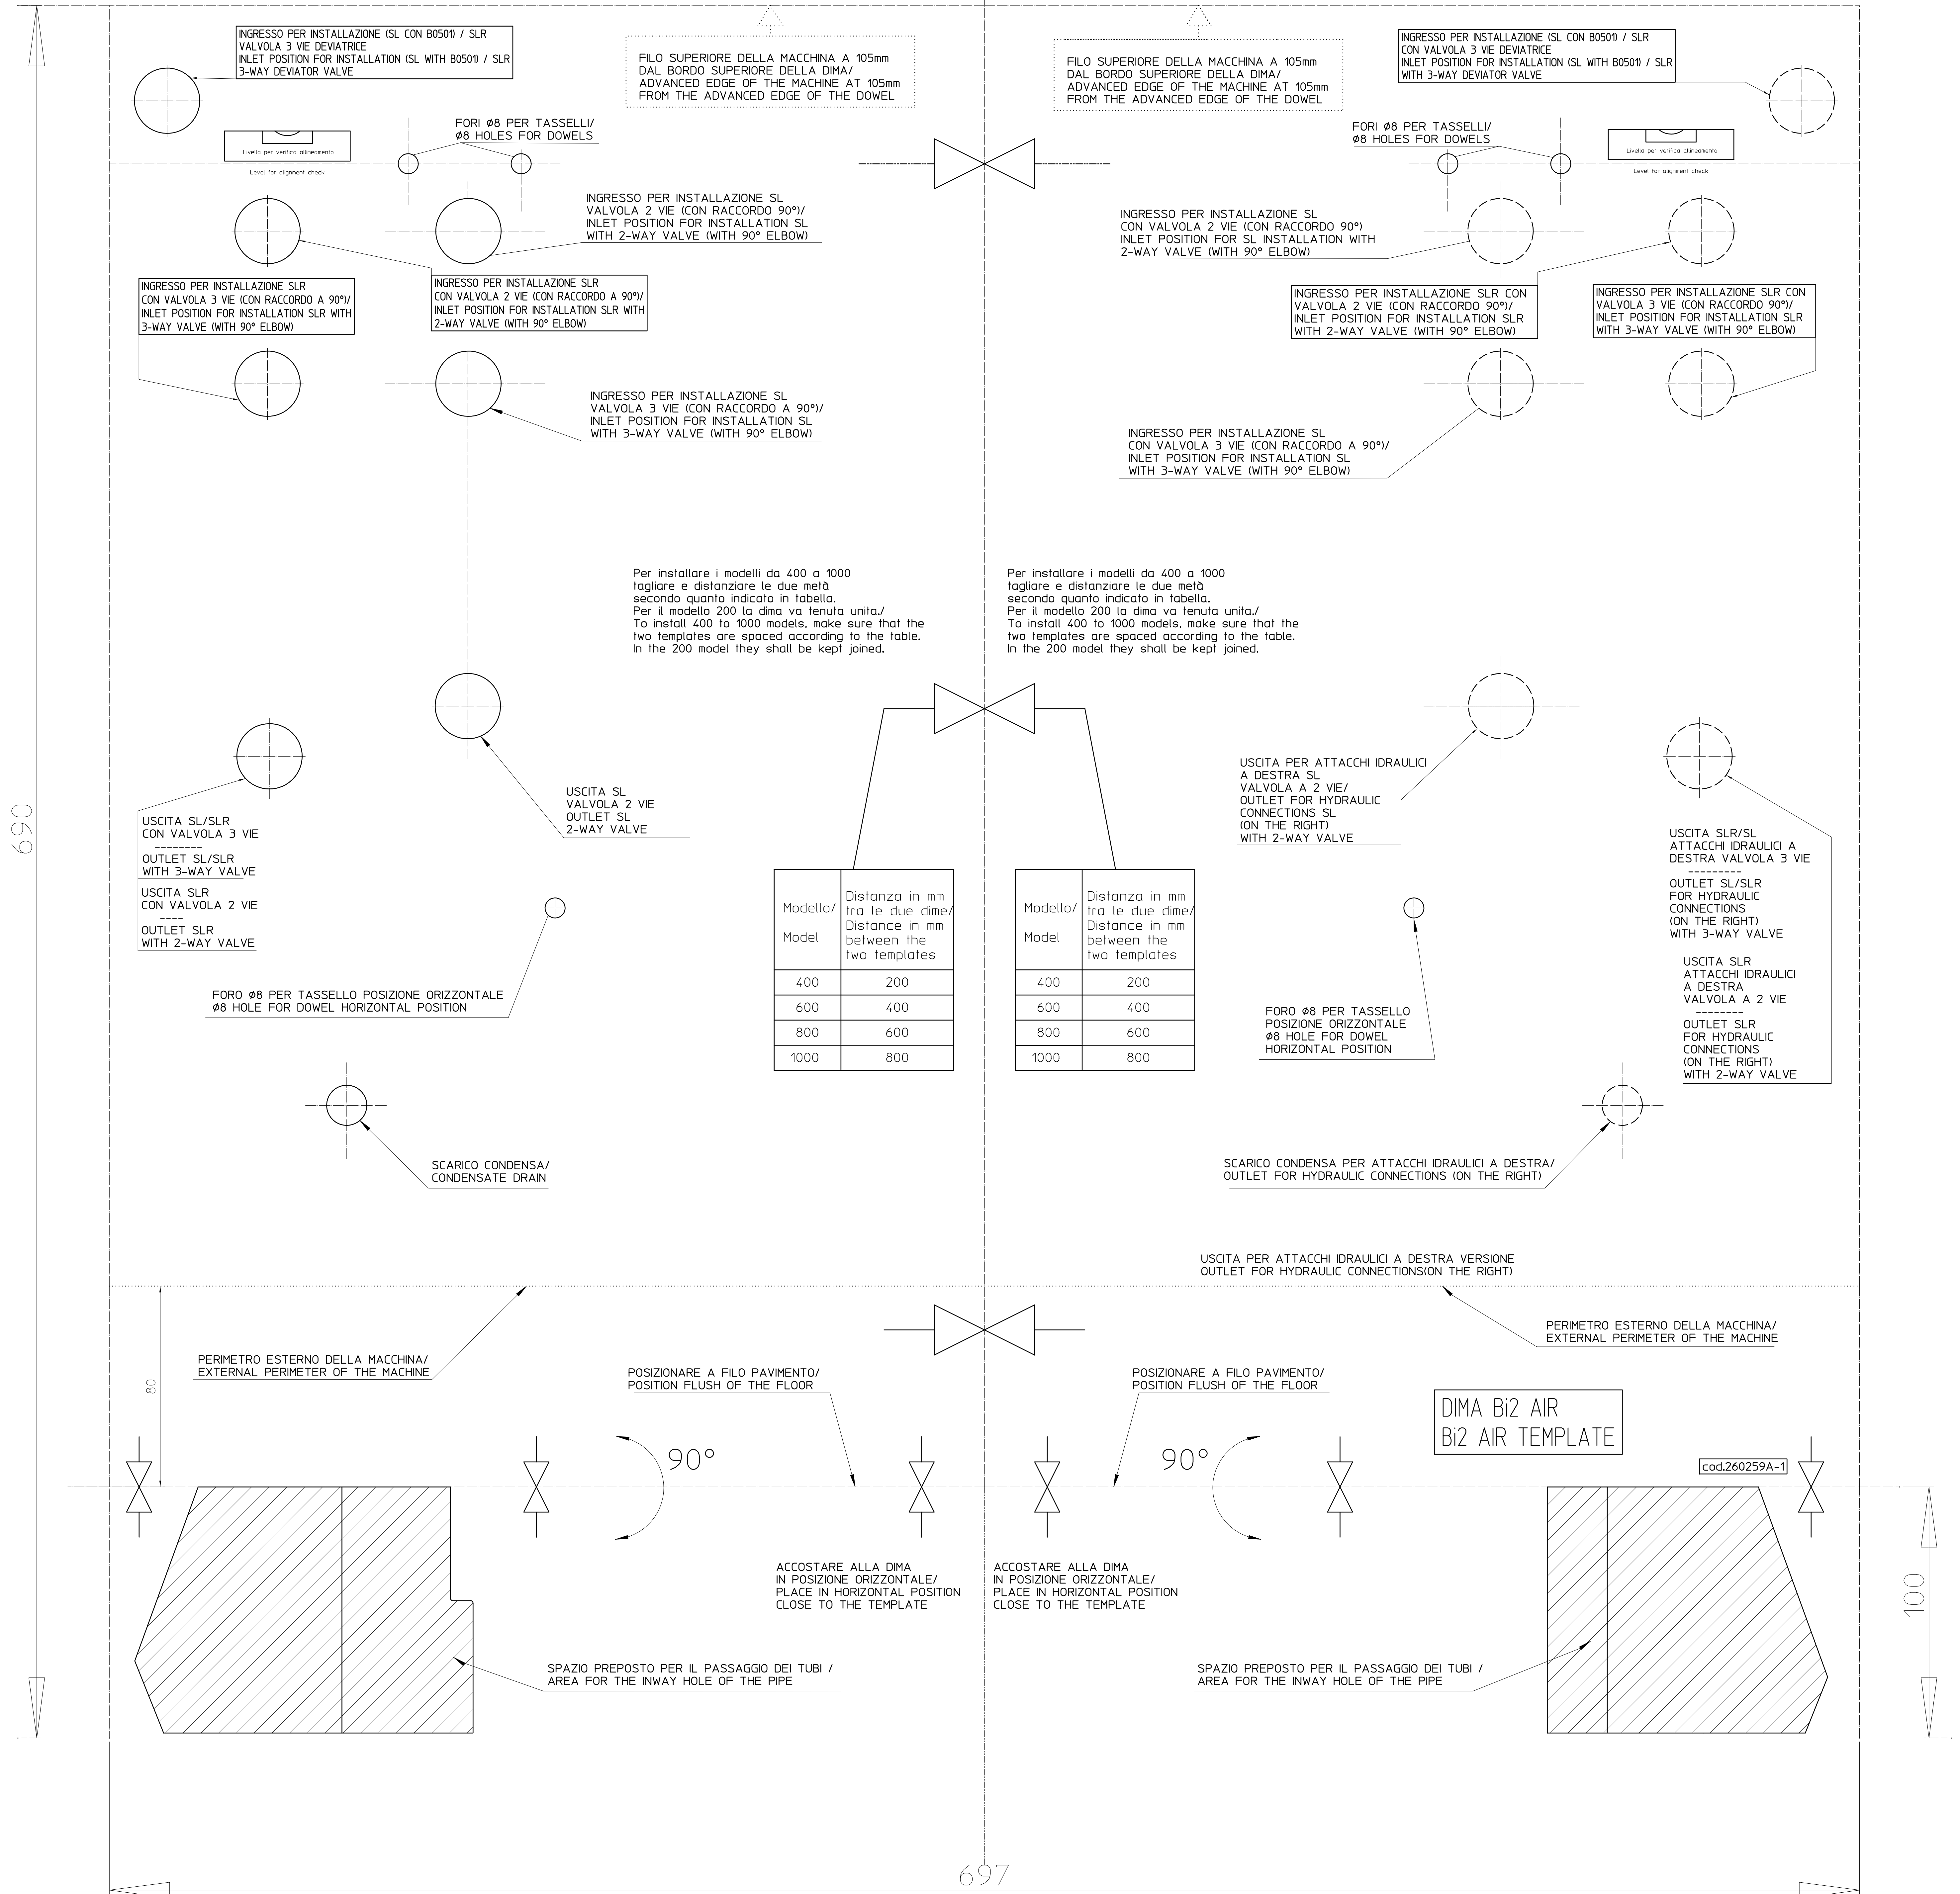 INGRESSO PER INSTALLAZIONE (SL CON B0501) / SLR
VALVOLA 3 VIE DEVIATRICE
INLET POSITION FOR INSTALLATION (SL WITH B0501) / SLR
3-WAY DEVIATOR VALVE
FILO SUPERIORE DELLA MACCHINA A 105mm
DAL BORDO SUPERIORE DELLA DIMA/
ADVANCED EDGE OF THE MACHINE AT 105mm
FROM THE ADVANCED EDGE OF THE DOWEL
FILO SUPERIORE DELLA MACCHINA A 105mm
DAL BORDO SUPERIORE DELLA DIMA/
ADVANCED EDGE OF THE MACHINE AT 105mm
FROM THE ADVANCED EDGE OF THE DOWEL
INGRESSO PER INSTALLAZIONE (SL CON B0501) / SLR
CON VALVOLA 3 VIE DEVIATRICE
INLET POSITION FOR INSTALLATION (SL WITH B0501) / SLR
WITH 3-WAY DEVIATOR VALVE
FORI Ø8 PER TASSELLI/
Ø8 HOLES FOR DOWELS
Livella per verifica allineamento
Level for alignment check
FORI Ø8 PER TASSELLI/
Ø8 HOLES FOR DOWELS
Livella per verifica allineamento
Level for alignment check
INGRESSO PER INSTALLAZIONE SL
VALVOLA 2 VIE (CON RACCORDO 90°)/
INLET POSITION FOR INSTALLATION SL
WITH 2-WAY VALVE (WITH 90° ELBOW)
INGRESSO PER INSTALLAZIONE SL
CON VALVOLA 2 VIE (CON RACCORDO 90°)
INLET POSITION FOR SL INSTALLATION WITH
2-WAY VALVE (WITH 90° ELBOW)
INGRESSO PER INSTALLAZIONE SLR
CON VALVOLA 3 VIE (CON RACCORDO A 90°)/
INLET POSITION FOR INSTALLATION SLR WITH
3-WAY VALVE (WITH 90° ELBOW)
INGRESSO PER INSTALLAZIONE SLR
CON VALVOLA 2 VIE (CON RACCORDO A 90°)/
INLET POSITION FOR INSTALLATION SLR WITH
2-WAY VALVE (WITH 90° ELBOW)
INGRESSO PER INSTALLAZIONE SLR CON
VALVOLA 2 VIE (CON RACCORDO 90°)/
INLET POSITION FOR INSTALLATION SLR
WITH 2-WAY VALVE (WITH 90° ELBOW)
INGRESSO PER INSTALLAZIONE SLR CON
VALVOLA 3 VIE (CON RACCORDO 90°)/
INLET POSITION FOR INSTALLATION SLR
WITH 3-WAY VALVE (WITH 90° ELBOW)
INGRESSO PER INSTALLAZIONE SL
VALVOLA 3 VIE (CON RACCORDO A 90°)/
INLET POSITION FOR INSTALLATION SL
WITH 3-WAY VALVE (WITH 90° ELBOW)
INGRESSO PER INSTALLAZIONE SL
CON VALVOLA 3 VIE (CON RACCORDO A 90°)/
INLET POSITION FOR INSTALLATION SL
WITH 3-WAY VALVE (WITH 90° ELBOW)
Per installare i modelli da 400 a 1000
tagliare e distanziare le due metà
secondo quanto indicato in tabella.
Per il modello 200 la dima va tenuta unita./
To install 400 to 1000 models, make sure that the
two templates are spaced according to the table.
In the 200 model they shall be kept joined.
Per installare i modelli da 400 a 1000
tagliare e distanziare le due metà
secondo quanto indicato in tabella.
Per il modello 200 la dima va tenuta unita./
To install 400 to 1000 models, make sure that the
two templates are spaced according to the table.
In the 200 model they shall be kept joined.
690
USCITA SL/SLR
CON VALVOLA 3 VIE
--------
OUTLET SL/SLR
WITH 3-WAY VALVE
USCITA SLR
CON VALVOLA 2 VIE
----
OUTLET SLR
WITH 2-WAY VALVE
USCITA SL
VALVOLA 2 VIE
OUTLET SL
2-WAY VALVE
USCITA PER ATTACCHI IDRAULICI
A DESTRA SL
VALVOLA A 2 VIE/
OUTLET FOR HYDRAULIC
CONNECTIONS SL
(ON THE RIGHT)
WITH 2-WAY VALVE
USCITA SLR/SL
ATTACCHI IDRAULICI A
DESTRA VALVOLA 3 VIE
---------
OUTLET SL/SLR
FOR HYDRAULIC
CONNECTIONS
(ON THE RIGHT)
WITH 3-WAY VALVE
USCITA SLR
ATTACCHI IDRAULICI
A DESTRA
VALVOLA A 2 VIE
--------
OUTLET SLR
FOR HYDRAULIC
CONNECTIONS
(ON THE RIGHT)
WITH 2-WAY VALVE
Modello/
Model
Distanza in mm
tra le due dime/
Distance in mm
between the
two templates
400 200
600 400
800 600
1000 800
Modello/
Model
Distanza in mm
tra le due dime/
Distance in mm
between the
two templates
400 200
600 400
800 600
1000 800
FORO Ø8 PER TASSELLO POSIZIONE ORIZZONTALE
Ø8 HOLE FOR DOWEL HORIZONTAL POSITION
FORO Ø8 PER TASSELLO
POSIZIONE ORIZZONTALE
Ø8 HOLE FOR DOWEL
HORIZONTAL POSITION
SCARICO CONDENSA/
CONDENSATE DRAIN
SCARICO CONDENSA PER ATTACCHI IDRAULICI A DESTRA/
OUTLET FOR HYDRAULIC CONNECTIONS (ON THE RIGHT)
USCITA PER ATTACCHI IDRAULICI A DESTRA VERSIONE
OUTLET FOR HYDRAULIC CONNECTIONS(ON THE RIGHT)
PERIMETRO ESTERNO DELLA MACCHINA/
EXTERNAL PERIMETER OF THE MACHINE
PERIMETRO ESTERNO DELLA MACCHINA/
EXTERNAL PERIMETER OF THE MACHINE
80
POSIZIONARE A FILO PAVIMENTO/
POSITION FLUSH OF THE FLOOR
POSIZIONARE A FILO PAVIMENTO/
POSITION FLUSH OF THE FLOOR
DIMA Bi2 AIR
Bi2 AIR TEMPLATE
90°
90°
cod.260259A-1
ACCOSTARE ALLA DIMA
IN POSIZIONE ORIZZONTALE/
PLACE IN HORIZONTAL POSITION
CLOSE TO THE TEMPLATE
ACCOSTARE ALLA DIMA
IN POSIZIONE ORIZZONTALE/
PLACE IN HORIZONTAL POSITION
CLOSE TO THE TEMPLATE
100
SPAZIO PREPOSTO PER IL PASSAGGIO DEI TUBI /
AREA FOR THE INWAY HOLE OF THE PIPE
SPAZIO PREPOSTO PER IL PASSAGGIO DEI TUBI /
AREA FOR THE INWAY HOLE OF THE PIPE
697